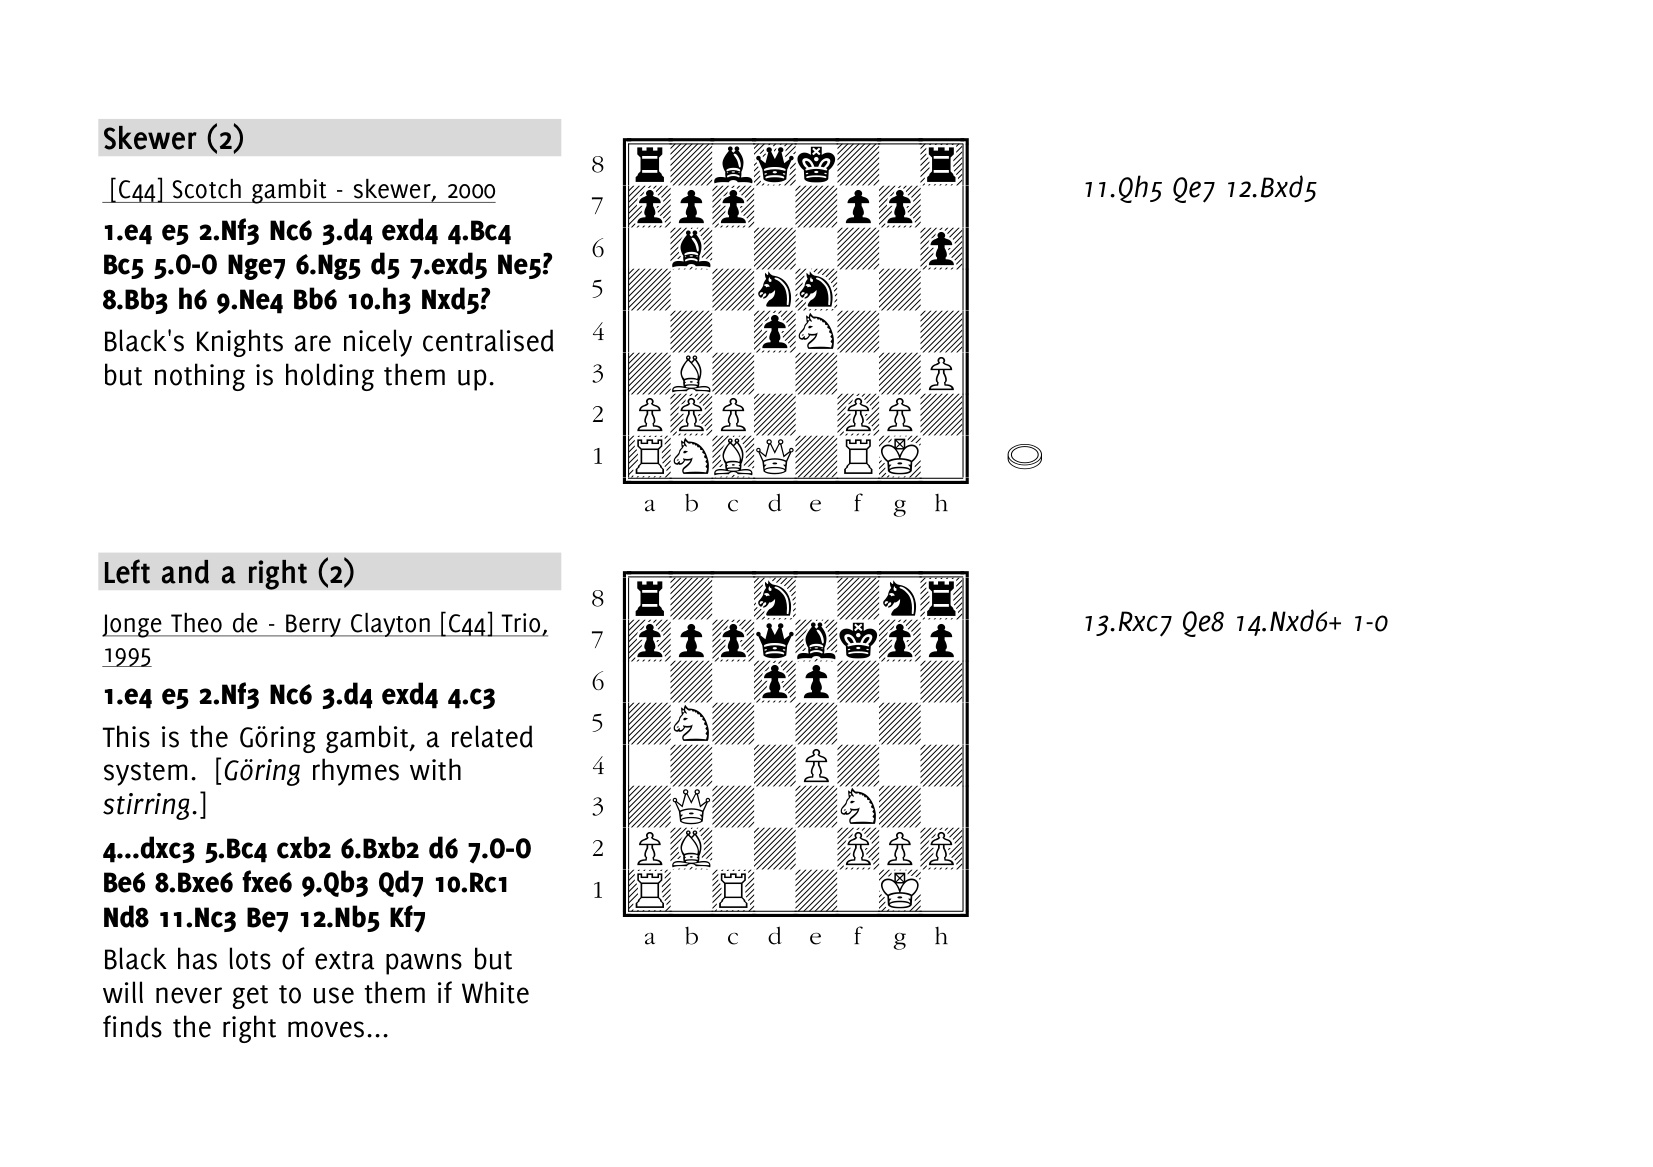 Skewer (2)
[C44] Scotch gambit - skewer, 2000
1.e4 e5 2.Nf3 Nc6 3.d4 exd4 4.Bc4
Bc5 5.0-0 Nge7 6.Ng5 d5 7.exd5 Ne5?
8.Bb3 h6 9.Ne4 Bb6 10.h3 Nxd5?
Black's Knights are nicely centralised
but nothing is holding them up.
8
7
6
5
4
3
2
1
a b c d e f g h
11.Qh5 Qe7 12.Bxd5
Left and a right (2)
Jonge Theo de - Berry Clayton [C44] Trio,
1995
1.e4 e5 2.Nf3 Nc6 3.d4 exd4 4.c3
This is the Göring gambit, a related
system. [Göring rhymes with
stirring.]
4...dxc3 5.Bc4 cxb2 6.Bxb2 d6 7.0-0
Be6 8.Bxe6 fxe6 9.Qb3 Qd7 10.Rc1
Nd8 11.Nc3 Be7 12.Nb5 Kf7
Black has lots of extra pawns but
will never get to use them if White
finds the right moves...
8
7
6
5
4
3
2
1
a b c d e f g h
13.Rxc7 Qe8 14.Nxd6+ 1-0